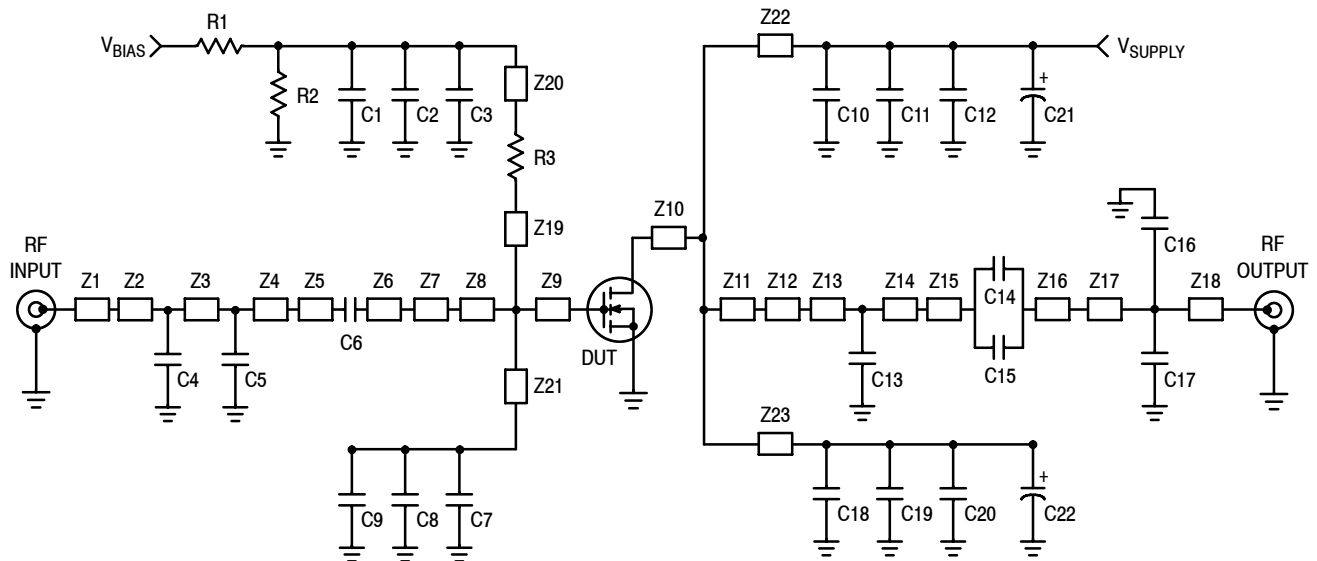 R1
Z22
V_BIAS
V_SUPPLY
R2
C1
C2
C3
Z20
C10
C11
C12
+
C21
R3
Z10
Z19
C16
RF
INPUT
RF
OUTPUT
Z1
Z2
Z3
Z4
Z5
Z6
Z7
Z8
Z9
Z11
Z12
Z13
Z14
Z15
C14
Z16
Z17
Z18
C6
DUT
C15
C4
C5
Z21
C13
C17
Z23
C9
C8
C7
C18
C19
C20
+
C22